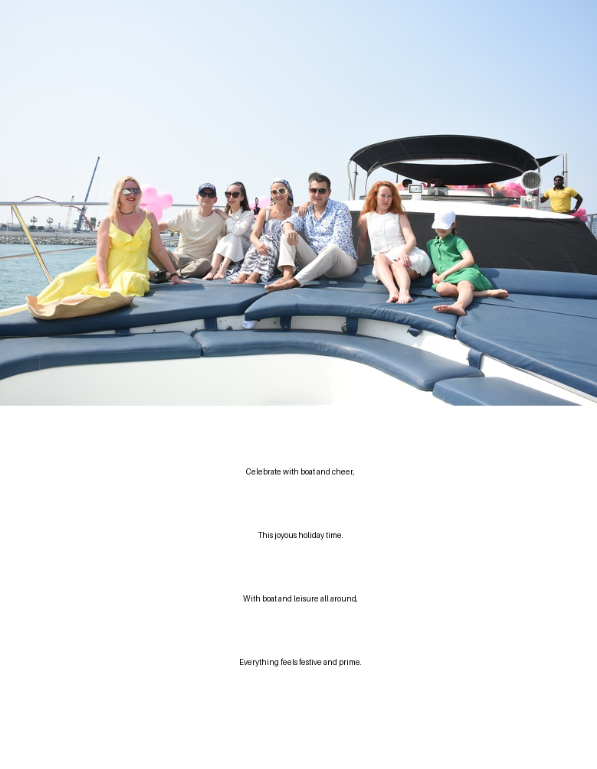 Celebrate with boat and cheer,
This joyous holiday time.
With boat and leisure all around,
Everything feels festive and prime.